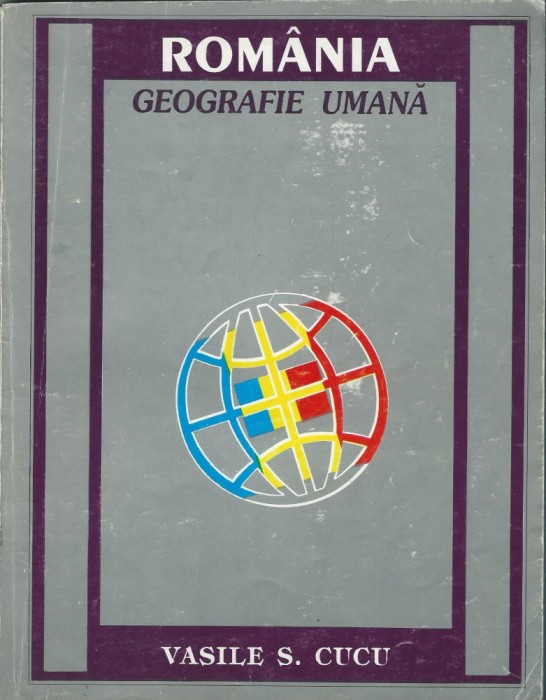 ROMÂNIA
GEOGRAFIE UMANĂ
VASILE S. CUCU